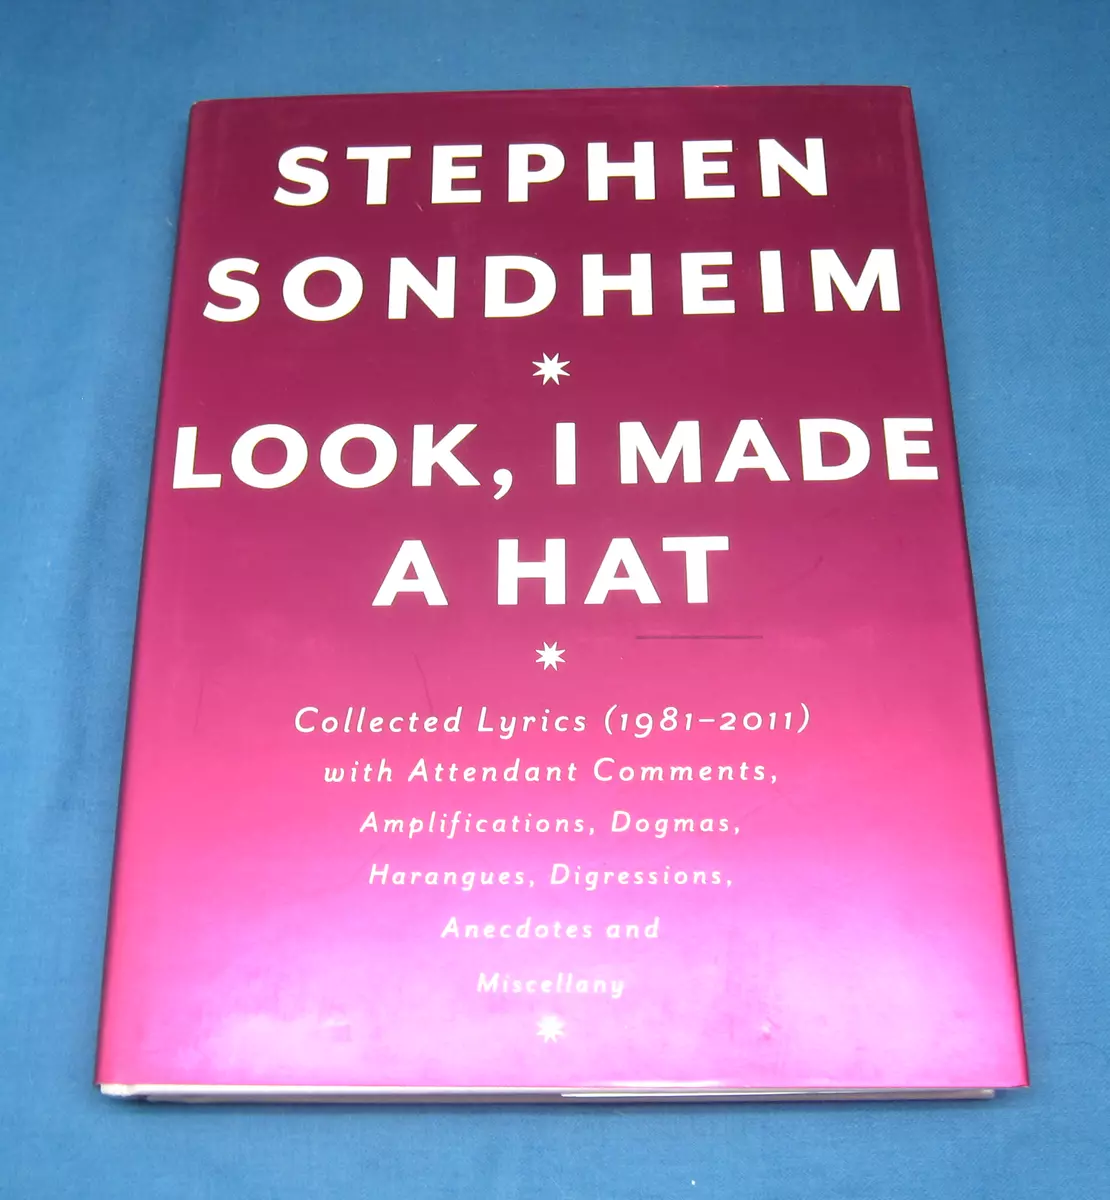 STEPHEN
SONDHEIM
LOOK, I MADE
A HAT
Collected Lyrics (1981–2011)
with Attendant Comments,
Amplifications, Dogmas,
Harangues, Digressions,
Anecdotes and
Miscellany